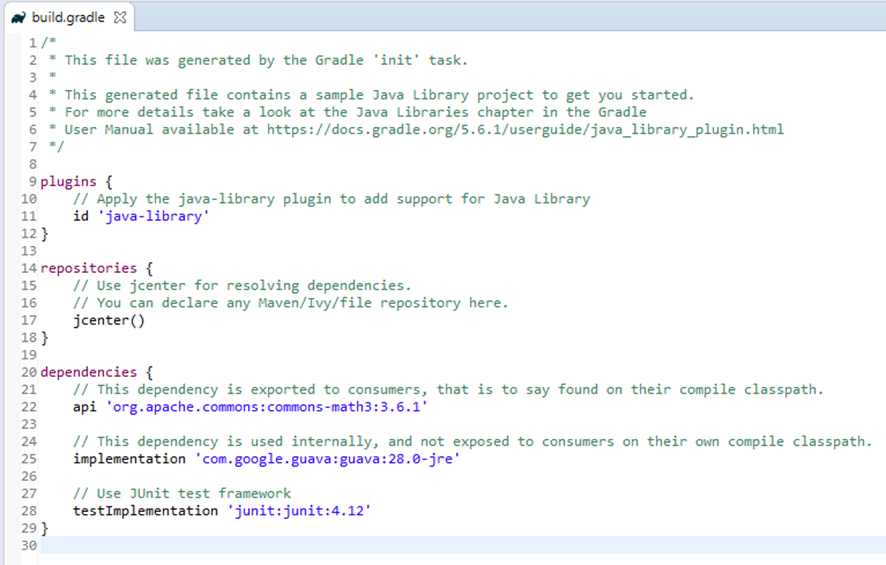 build.gradle
1 /*
2  * This file was generated by the Gradle 'init' task.
3  *
4  * This generated file contains a sample Java Library project to get you started.
5  * For more details take a look at the Java Libraries chapter in the Gradle
6  * User Manual available at https://docs.gradle.org/5.6.1/userguide/java_library_plugin.html
7  */
8
9 plugins {
10     // Apply the java-library plugin to add support for Java Library
11     id 'java-library'
12 }
13
14 repositories {
15     // Use jcenter for resolving dependencies.
16     // You can declare any Maven/Ivy/file repository here.
17     jcenter()
18 }
19
20 dependencies {
21     // This dependency is exported to consumers, that is to say found on their compile classpath.
22     api 'org.apache.commons:commons-math3:3.6.1'
23
24     // This dependency is used internally, and not exposed to consumers on their own compile classpath.
25     implementation 'com.google.guava:guava:28.0-jre'
26
27     // Use JUnit test framework
28     testImplementation 'junit:junit:4.12'
29 }
30